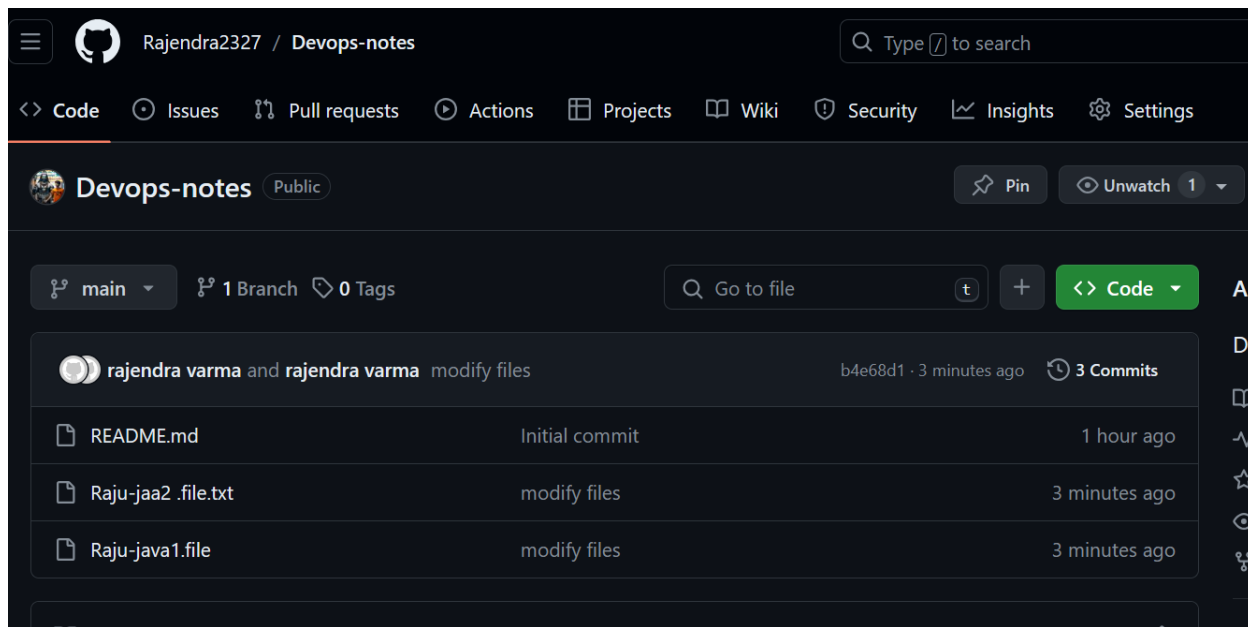 Rajendra2327 / Devops-notes Type / to search
Code Issues Pull requests Actions Projects Wiki Security Insights Settings
Devops-notes Public Pin Unwatch 1
main 1 Branch 0 Tags Go to file t + Code A
D
rajendra varma and rajendra varma modify files b4e68d1 · 3 minutes ago 3 Commits
README.md Initial commit 1 hour ago
Raju-jaa2 .file.txt modify files 3 minutes ago
Raju-java1.file modify files 3 minutes ago